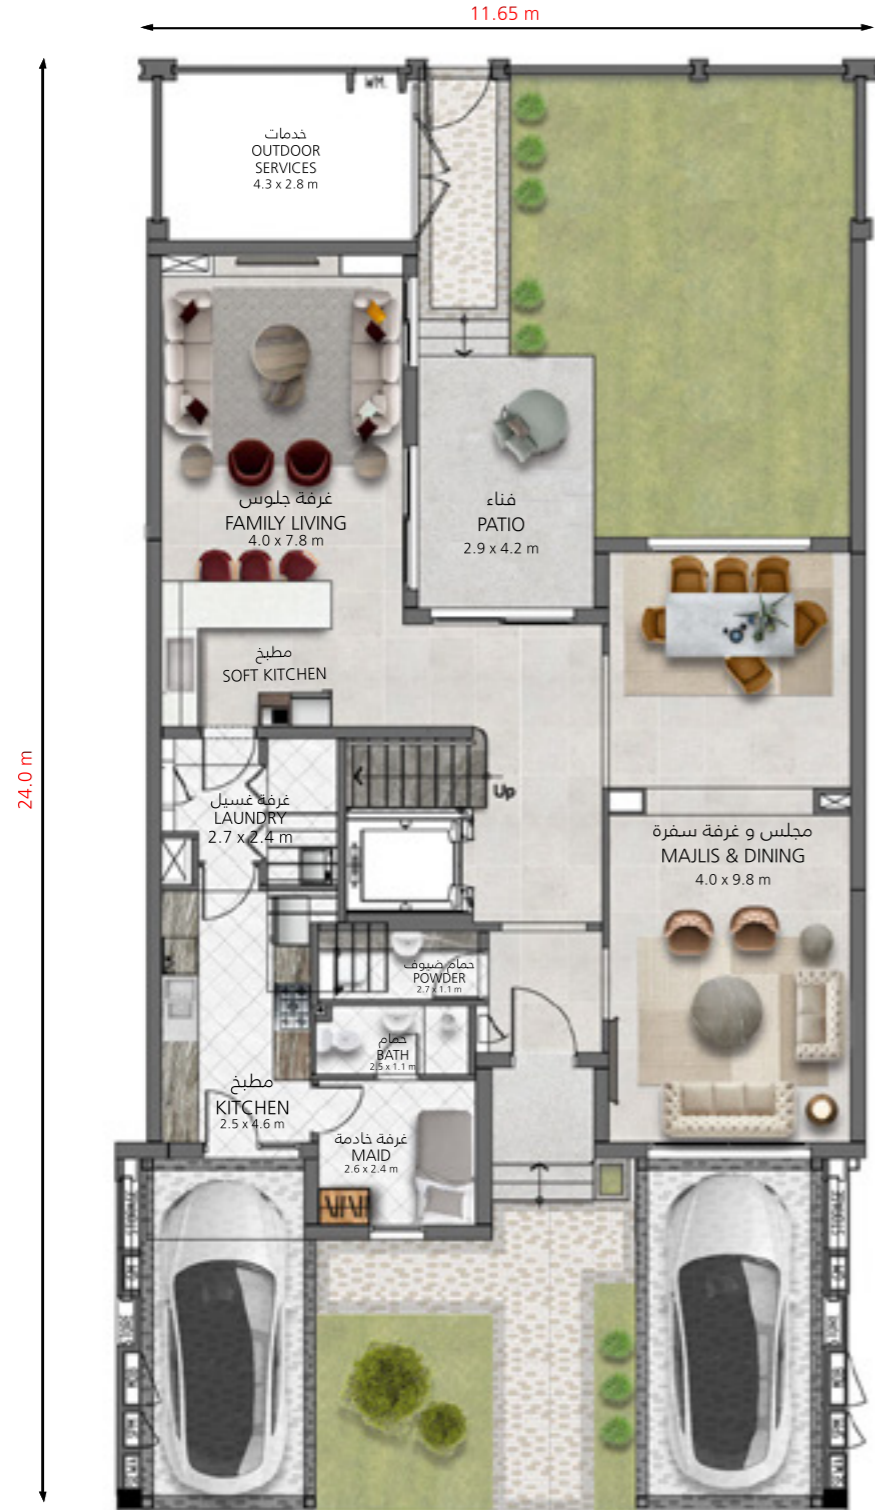 11.65 m
24.0 m
WM.
خدمات
OUTDOOR
SERVICES
4.3 x 2.8 m
غرفة جلوس
FAMILY LIVING
4.0 x 7.8 m
فناء
PATIO
2.9 x 4.2 m
مطبخ
SOFT KITCHEN
Up
غرفة غسيل
LAUNDRY
2.7 x 2.4 m
مجلس و غرفة سفرة
MAJLIS & DINING
4.0 x 9.8 m
حمام ضيوف
POWDER
2.7 x 1.1 m
حمام
BATH
2.5 x 1.1 m
مطبخ
KITCHEN
2.5 x 4.6 m
غرفة خادمة
MAID
2.6 x 2.4 m